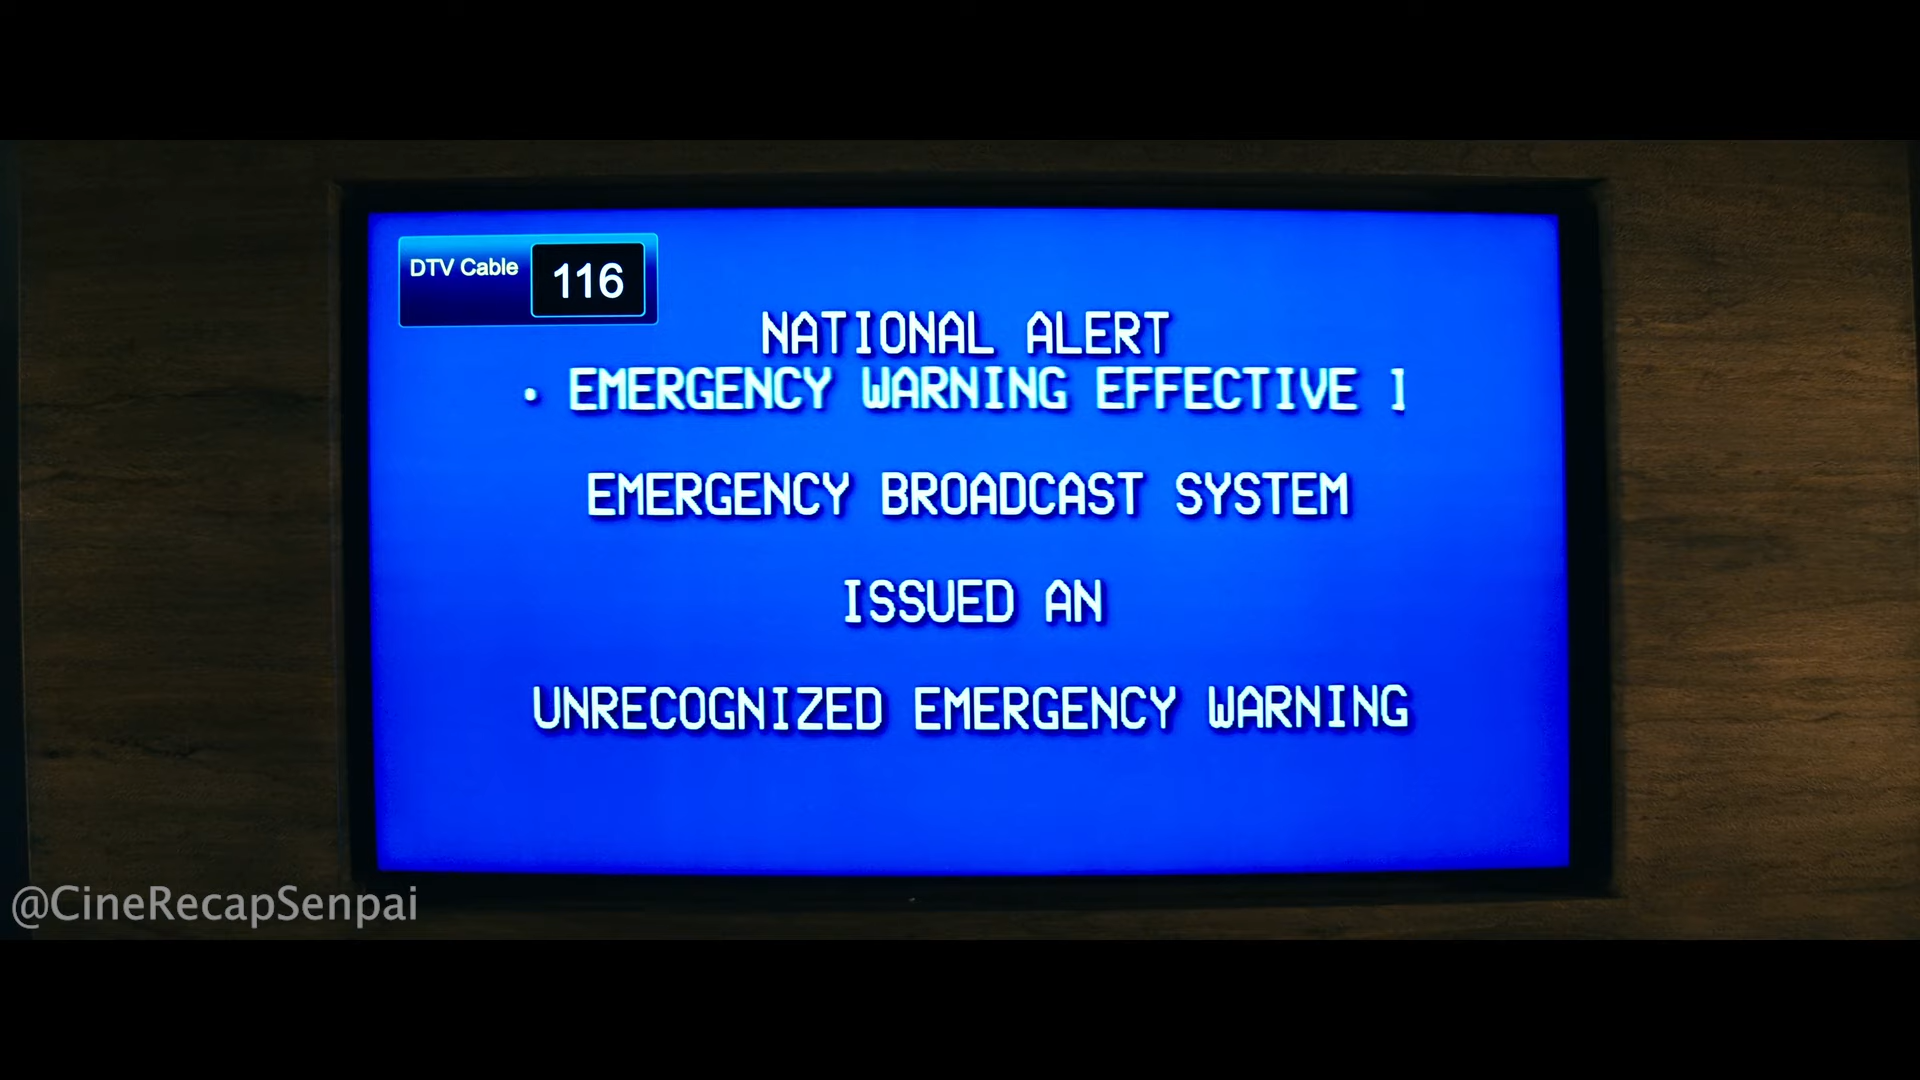 DTV Cable 116
NATIONAL ALERT
• EMERGENCY WARNING EFFECTIVE
EMERGENCY BROADCAST SYSTEM
ISSUED AN
UNRECOGNIZED EMERGENCY WARNING
@CineRecapSenpai